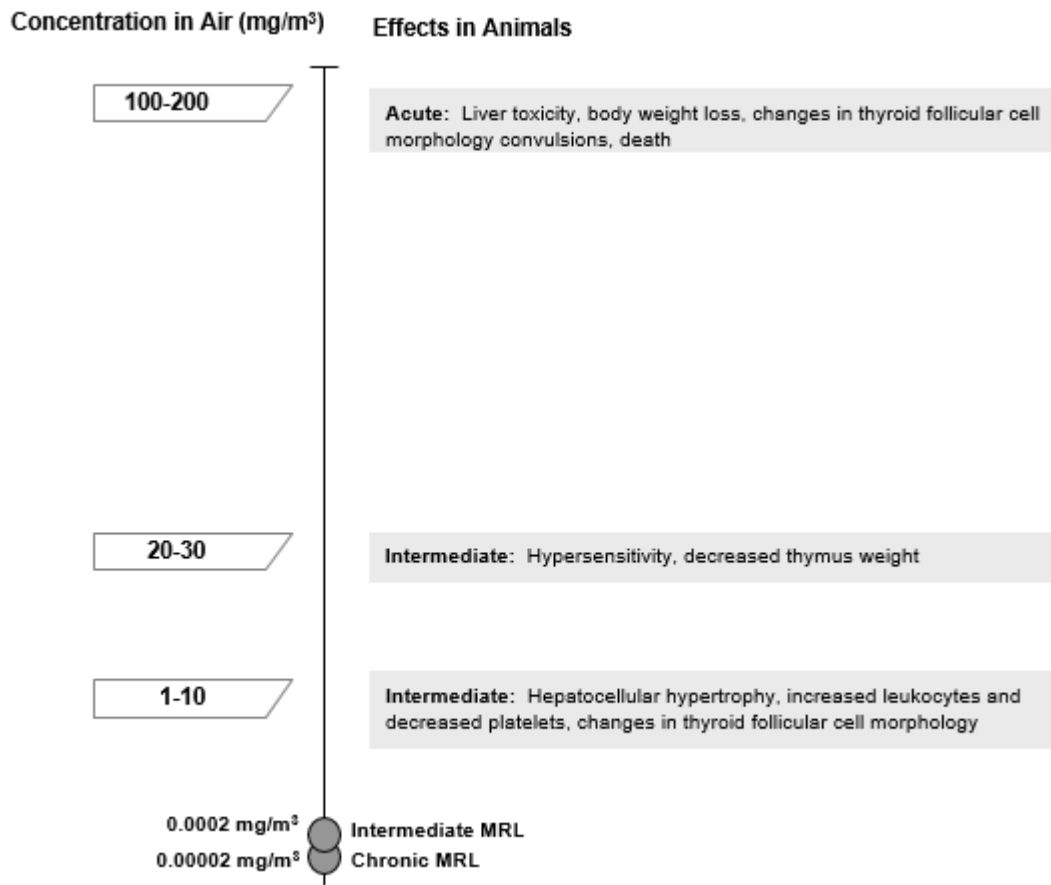 Concentration in Air (mg/m³) Effects in Animals
100-200
Acute: Liver toxicity, body weight loss, changes in thyroid follicular cell
morphology convulsions, death
20-30
Intermediate: Hypersensitivity, decreased thymus weight
1-10
Intermediate: Hepatocellular hypertrophy, increased leukocytes and
decreased platelets, changes in thyroid follicular cell morphology
0.0002 mg/m³ Intermediate MRL
0.00002 mg/m³ Chronic MRL